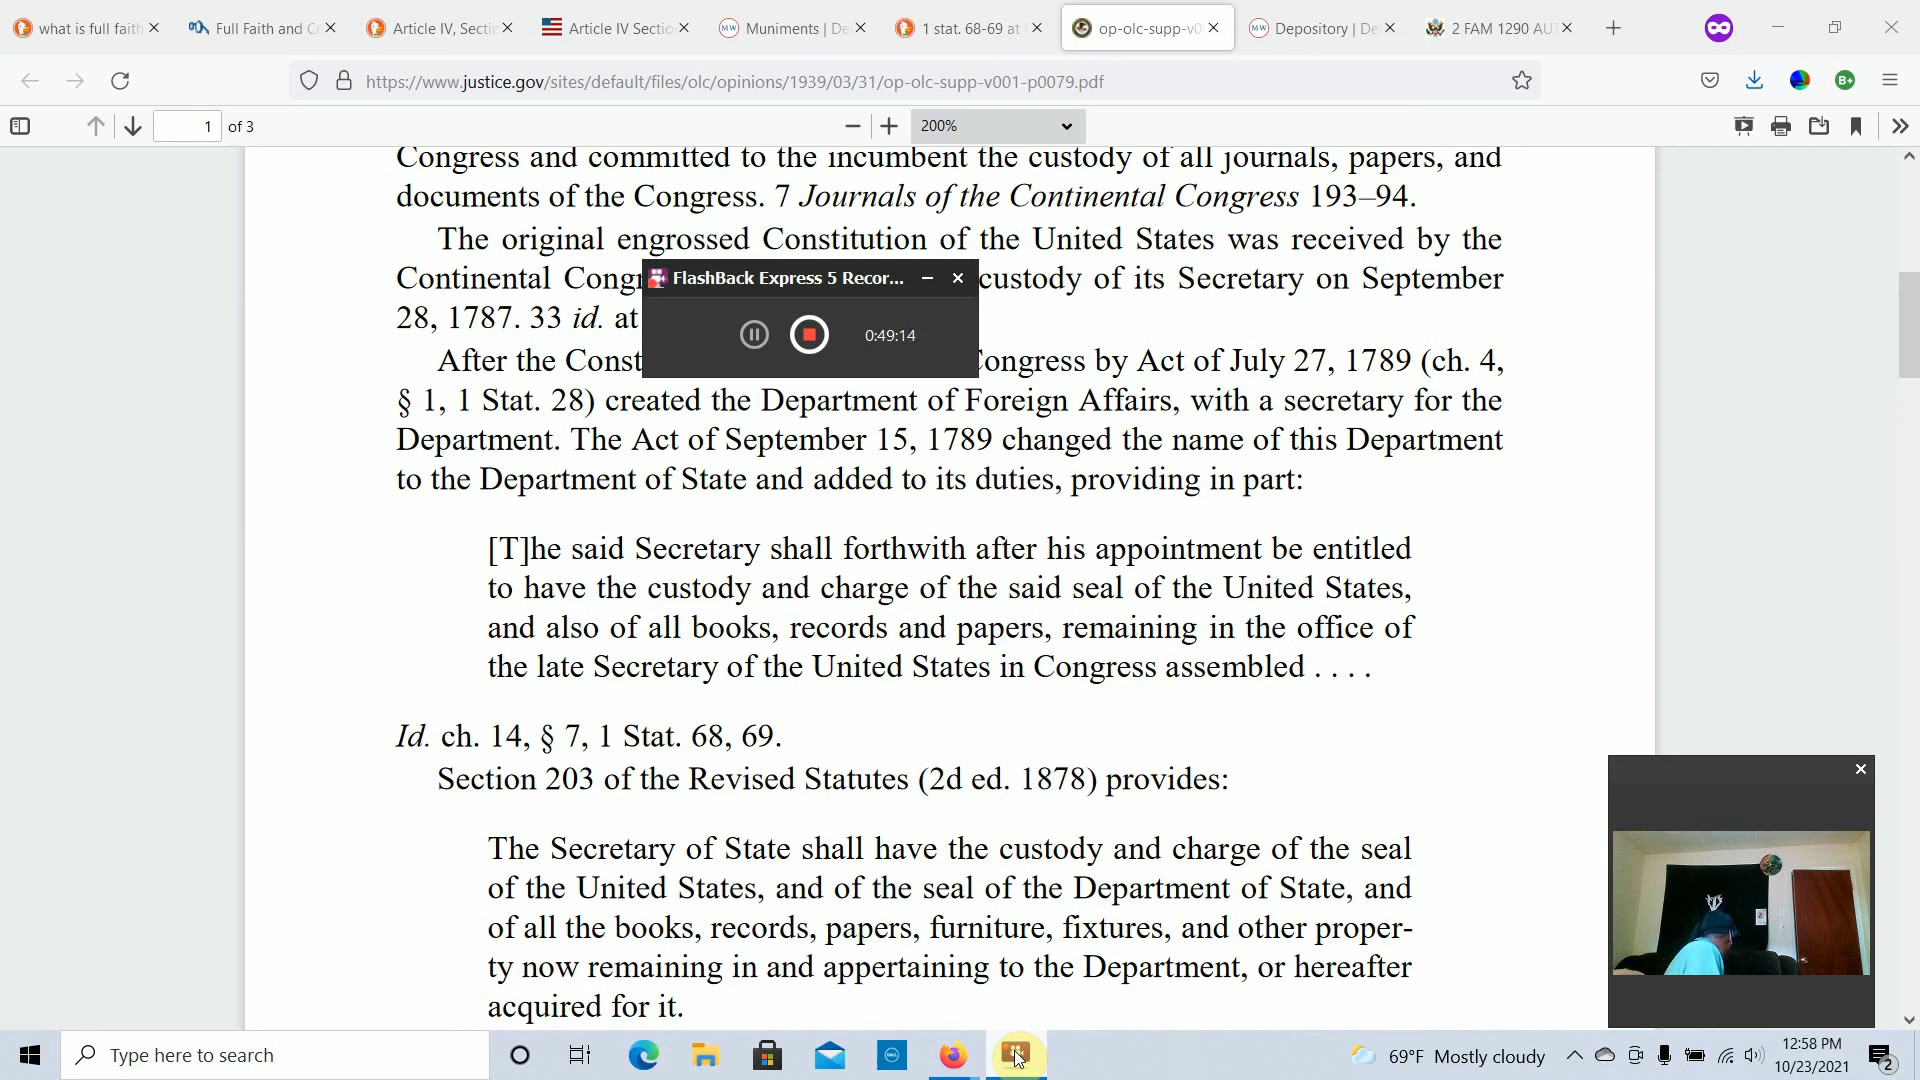 what is full faith
Full Faith and C
Article IV, Sectic
Article IV Sectio
Muniments | De
1 stat. 68-69 at
op-olc-supp-v0
Depository | De
2 FAM 1290 AU
https://www.justice.gov/sites/default/files/olc/opinions/1939/03/31/op-olc-supp-v001-p0079.pdf
1 of 3
200%
Congress and committed to the incumbent the custody of all journals, papers, and
documents of the Congress. 7 Journals of the Continental Congress 193–94.
The original engrossed Constitution of the United States was received by the
Continental Congr custody of its Secretary on September
28, 1787. 33 id. at
FlashBack Express 5 Recor...
0:49:14
After the Const Congress by Act of July 27, 1789 (ch. 4,
§ 1, 1 Stat. 28) created the Department of Foreign Affairs, with a secretary for the
Department. The Act of September 15, 1789 changed the name of this Department
to the Department of State and added to its duties, providing in part:
[T]he said Secretary shall forthwith after his appointment be entitled
to have the custody and charge of the said seal of the United States,
and also of all books, records and papers, remaining in the office of
the late Secretary of the United States in Congress assembled . . . .
Id. ch. 14, § 7, 1 Stat. 68, 69.
Section 203 of the Revised Statutes (2d ed. 1878) provides:
The Secretary of State shall have the custody and charge of the seal
of the United States, and of the seal of the Department of State, and
of all the books, records, papers, furniture, fixtures, and other proper-
ty now remaining in and appertaining to the Department, or hereafter
acquired for it.
Type here to search
69°F Mostly cloudy
12:58 PM
10/23/2021
2